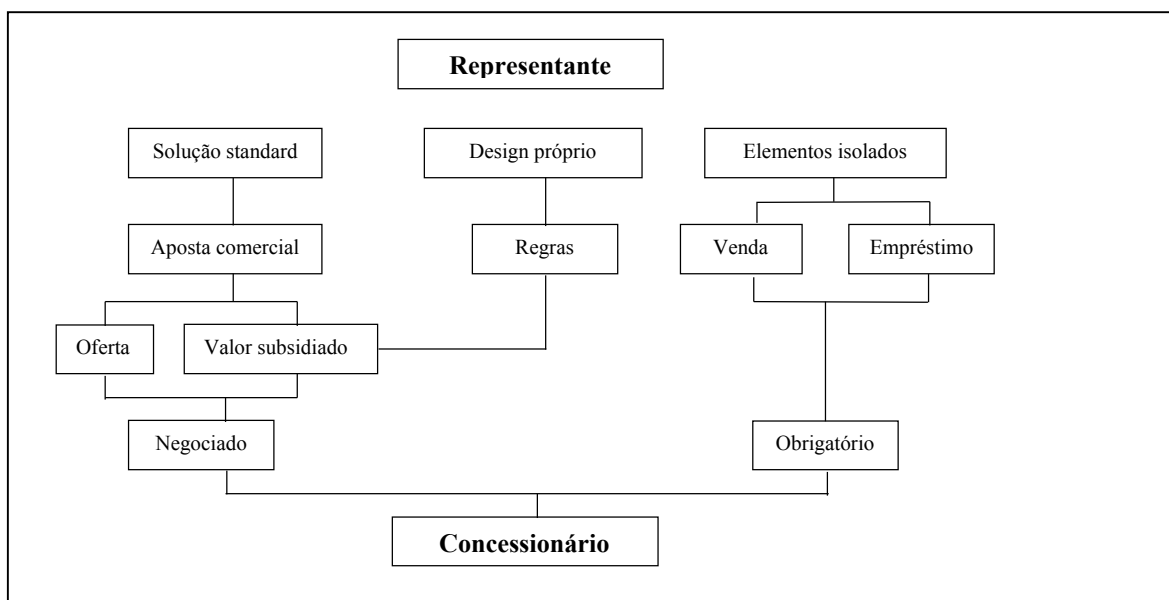 Representante
Solução standard
Design próprio
Elementos isolados
Aposta comercial
Regras
Venda
Empréstimo
Oferta
Valor subsidiado
Negociado
Obrigatório
Concessionário